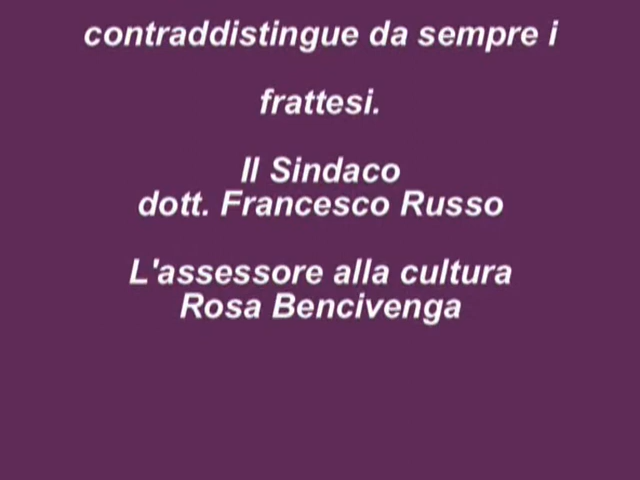 contraddistingue da sempre i
frattesi.
Il Sindaco
dott. Francesco Russo
L'assessore alla cultura
Rosa Bencivenga